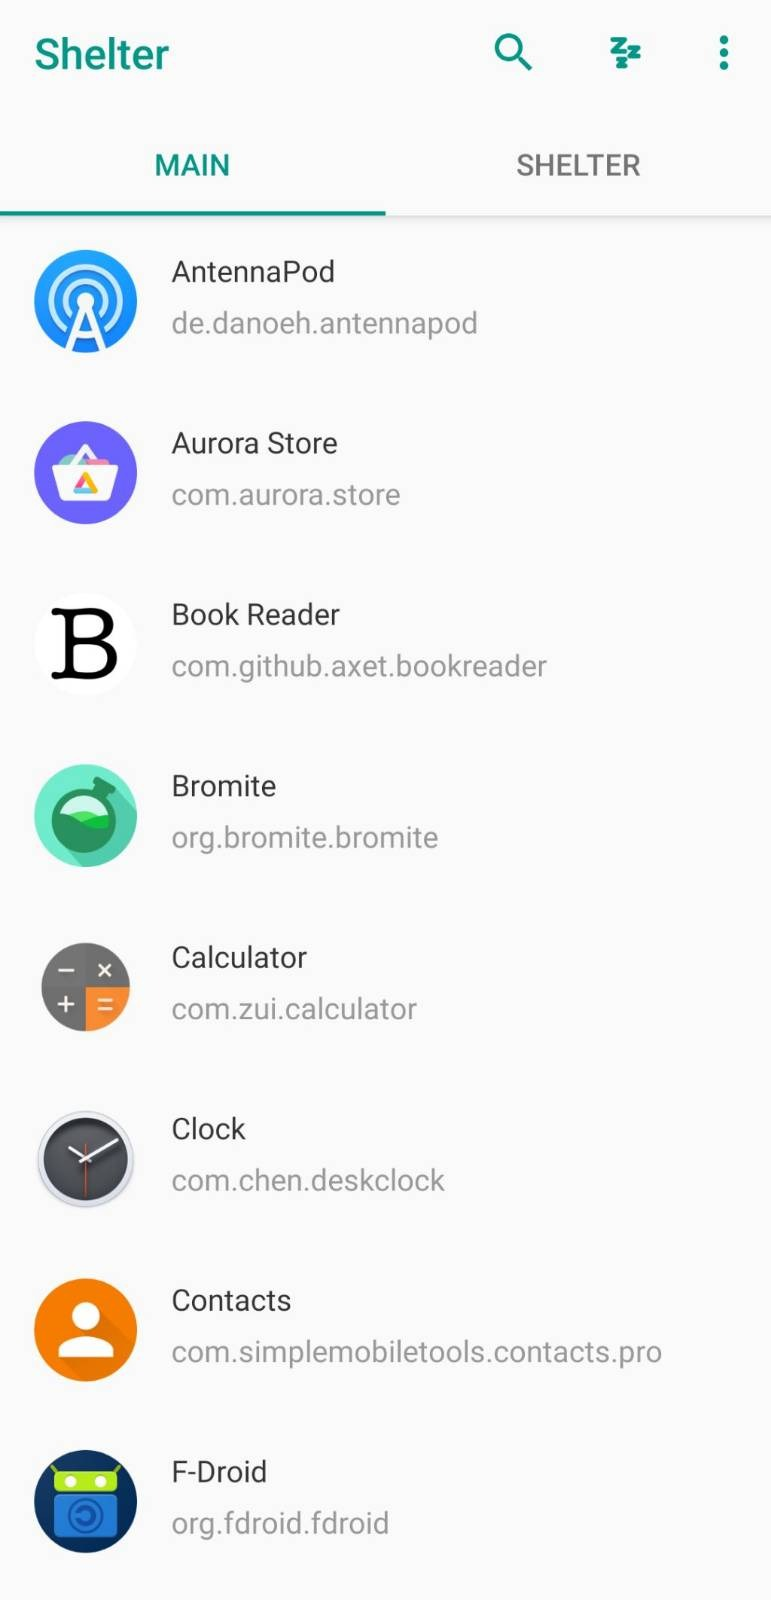 Shelter
MAIN
SHELTER
AntennaPod
de.danoeh.antennapod
Aurora Store
com.aurora.store
B
Book Reader
com.github.axet.bookreader
Bromite
org.bromite.bromite
Calculator
com.zui.calculator
Clock
com.chen.deskclock
Contacts
com.simplemobiletools.contacts.pro
F-Droid
org.fdroid.fdroid